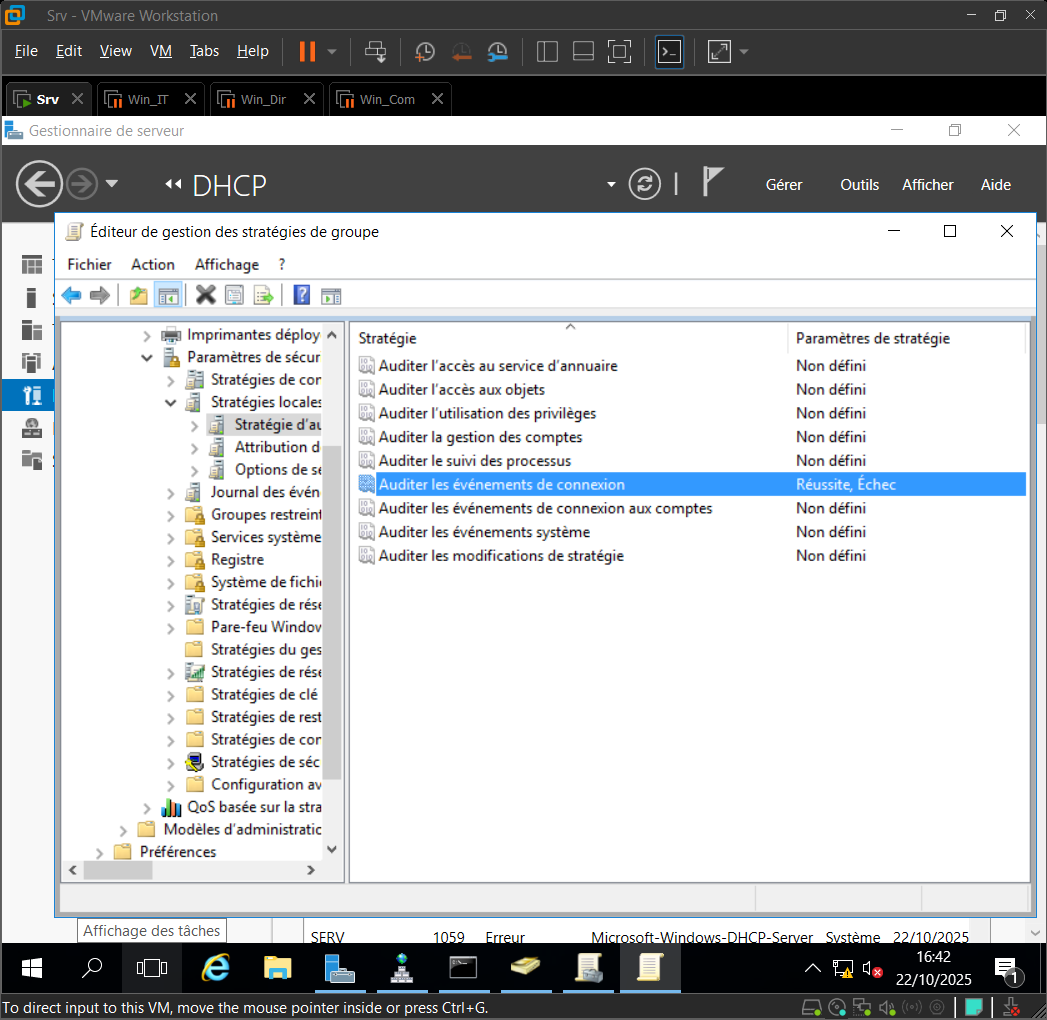 Srv - VMware Workstation
File Edit View VM Tabs Help
Srv Win_IT Win_Dir Win_Com
Gestionnaire de serveur
DHCP Gérer Outils Afficher Aide
Éditeur de gestion des stratégies de groupe
Fichier Action Affichage ?
Imprimantes déploy
Paramètres de sécur
Stratégies de con
Stratégies locales
Stratégie d'au
Attribution d
Options de se
Journal des évén
Groupes restreint
Services système
Registre
Système de fichi
Stratégies de rése
Pare-feu Window
Stratégies du ges
Stratégies de rése
Stratégies de clé
Stratégies de rest
Stratégies de con
Stratégies de séc
Configuration av
QoS basée sur la stra
Modèles d'administratic
Préférences
Stratégie Paramètres de stratégie
Auditer l'accès au service d'annuaire Non défini
Auditer l'accès aux objets Non défini
Auditer l'utilisation des privilèges Non défini
Auditer la gestion des comptes Non défini
Auditer le suivi des processus Non défini
Auditer les événements de connexion Réussite, Échec
Auditer les événements de connexion aux comptes Non défini
Auditer les événements système Non défini
Auditer les modifications de stratégie Non défini
Affichage des tâches
SERV 1059 Erreur Microsoft-Windows-DHCP-Server Système 22/10/2025
16:42
22/10/2025
1
To direct input to this VM, move the mouse pointer inside or press Ctrl+G.